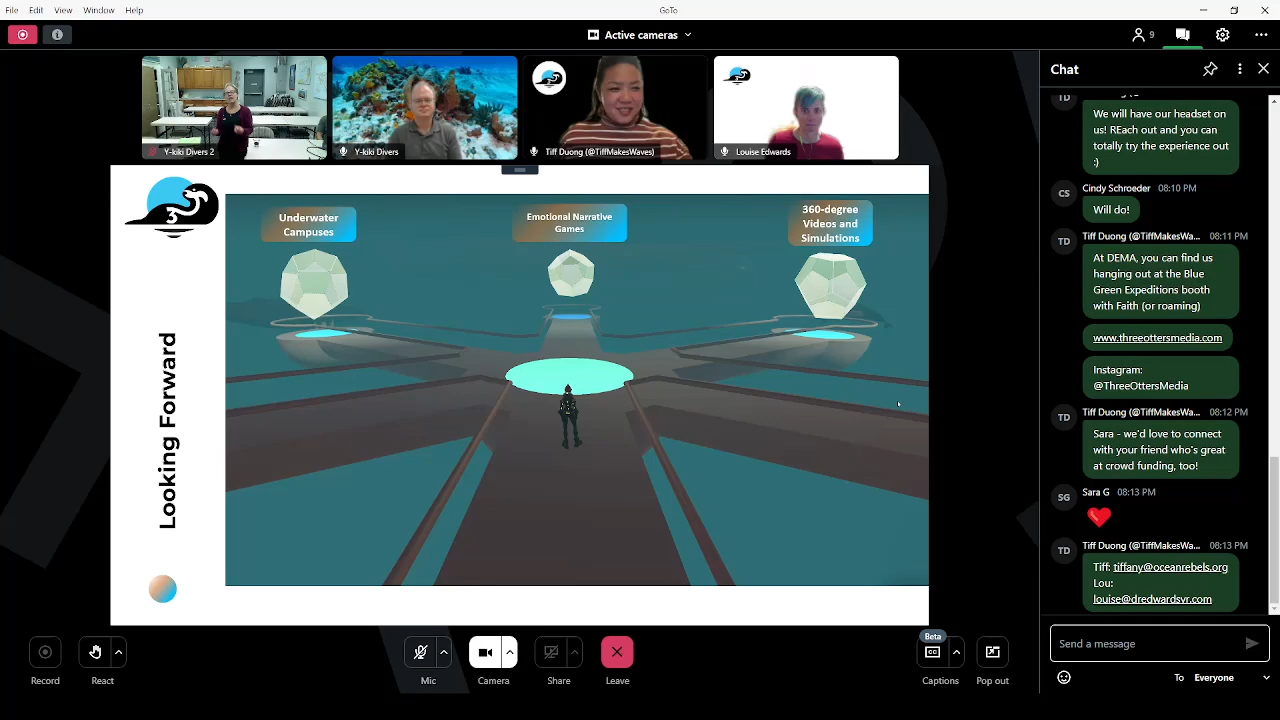 File Edit View Window Help
GoTo
Active cameras
9
Y-kiki Divers 2
Y-kiki Divers
Tiff Duong (@TiffMakesWaves)
Louise Edwards
3
Looking Forward
Underwater
Campuses
Emotional Narrative
Games
360-degree
Videos and
Simulations
Record
React
Mic
Camera
Share
Leave
Beta
CC
Captions
Pop out
Chat
TD
We will have our headset on
us! REach out and you can
totally try the experience out
:)
CS
Cindy Schroeder 08:10 PM
Will do!
TD
Tiff Duong (@TiffMakesWa... 08:11 PM
At DEMA, you can find us
hanging out at the Blue
Green Expeditions booth
with Faith (or roaming)
www.threeottersmedia.com
Instagram:
@ThreeOttersMedia
TD
Tiff Duong (@TiffMakesWa... 08:12 PM
Sara - we'd love to connect
with your friend who's great
at crowd funding, too!
SG
Sara G 08:13 PM
TD
Tiff Duong (@TiffMakesWa... 08:13 PM
Tiff: tiffany@oceanrebels.org
Lou:
louise@dredwardsvr.com
Send a message
To Everyone